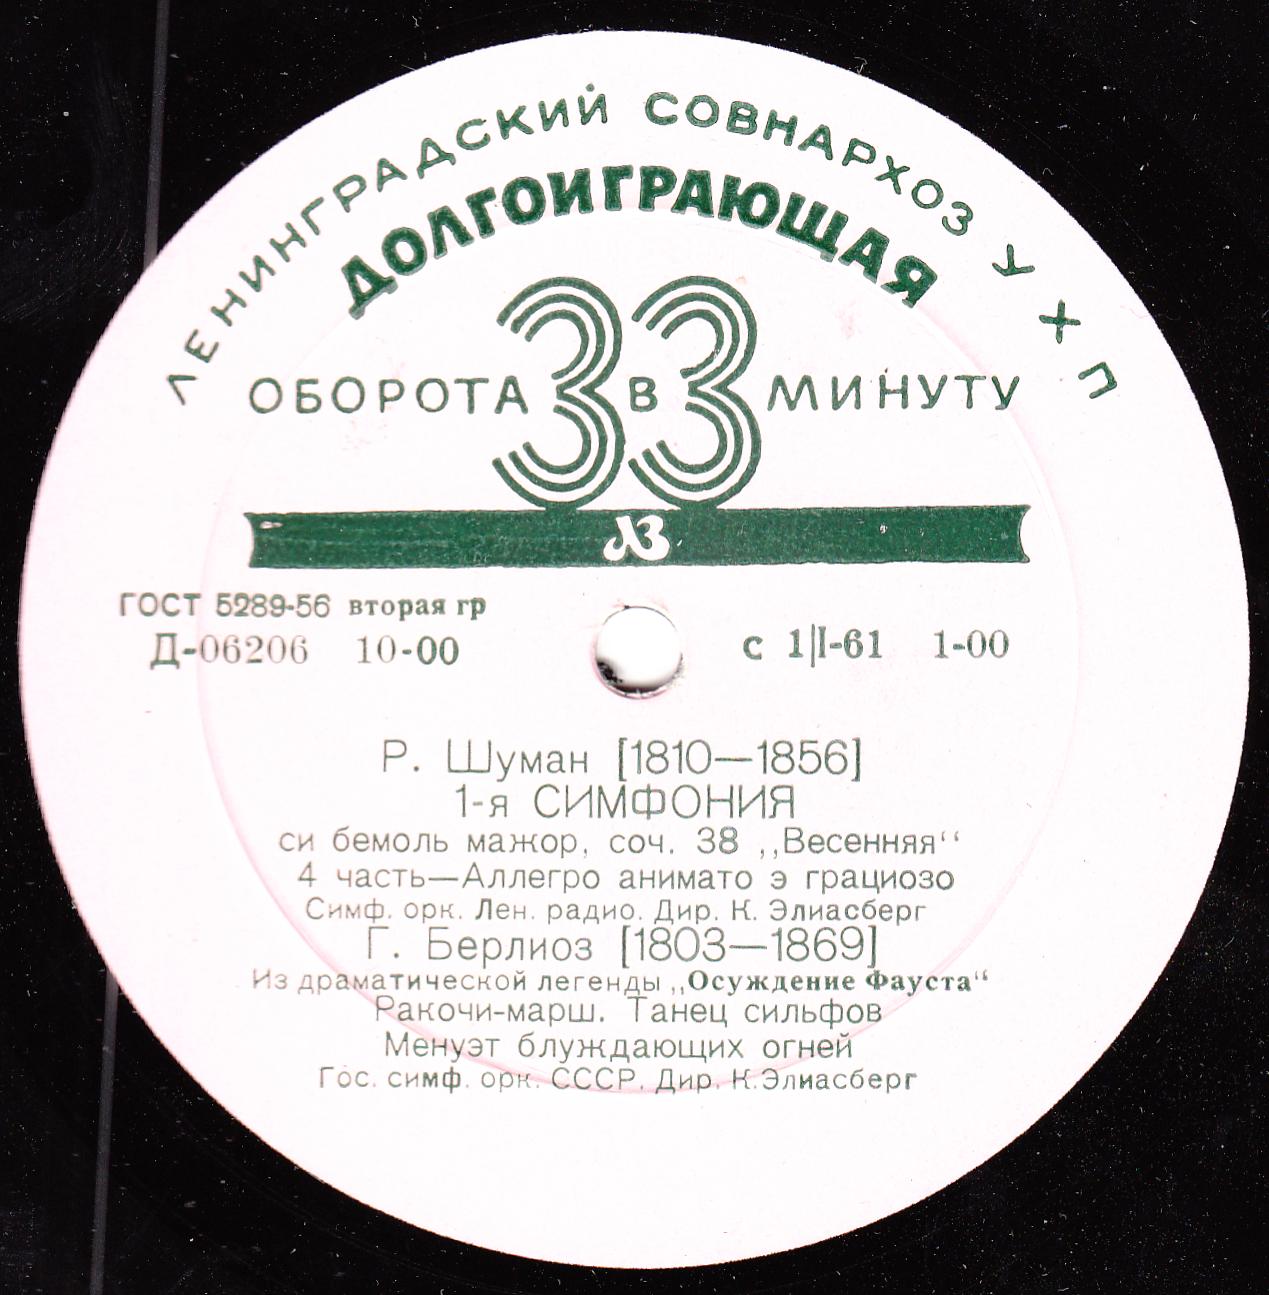 ЛЕНИНГРАДСКИЙ СОВНАРХОЗ УХП
ДОЛГОИГРАЮЩАЯ
33
ОБОРОТА В МИНУТУ
ЛЗ
ГОСТ 5289-56 вторая гр
Д-06206 10-00 с 1|I-61 1-00
Р. Шуман [1810—1856]
1-я СИМФОНИЯ
си бемоль мажор, соч. 38 „Весенняя“
4 часть—Аллегро анимато э грациозо
Симф. орк. Лен. радио. Дир. К. Элиасберг
Г. Берлиоз [1803—1869]
Из драматической легенды „Осуждение Фауста“
Ракочи-марш. Танец сильфов
Менуэт блуждающих огней
Гос. симф. орк. СССР. Дир. К.Элиасберг